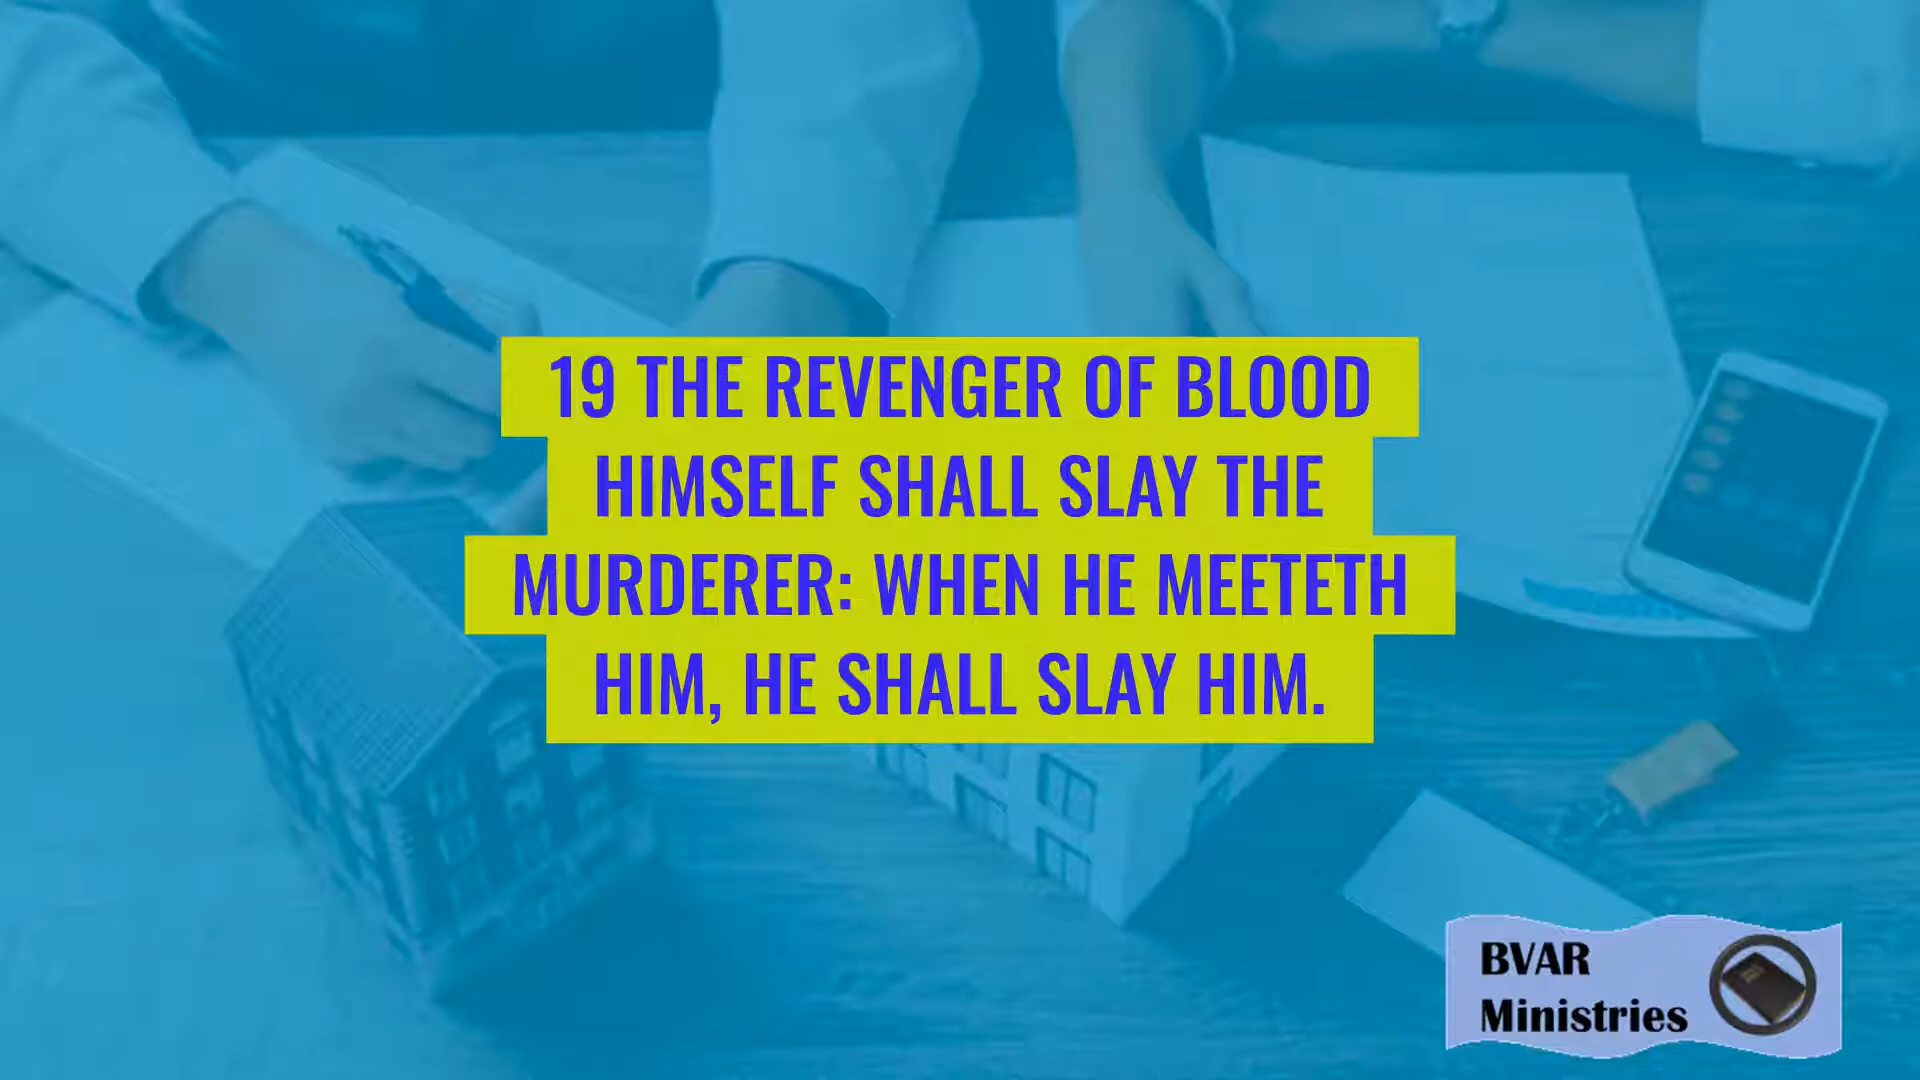 19 THE REVENGER OF BLOOD
HIMSELF SHALL SLAY THE
MURDERER: WHEN HE MEETETH
HIM, HE SHALL SLAY HIM.
BVAR
Ministries